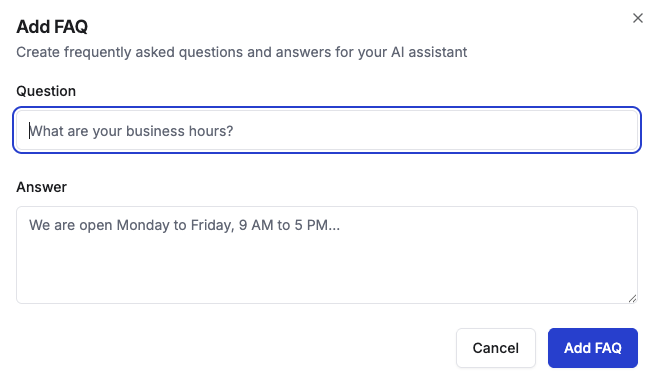 Add FAQ
Create frequently asked questions and answers for your AI assistant
Question
What are your business hours?
Answer
We are open Monday to Friday, 9 AM to 5 PM...
Cancel
Add FAQ